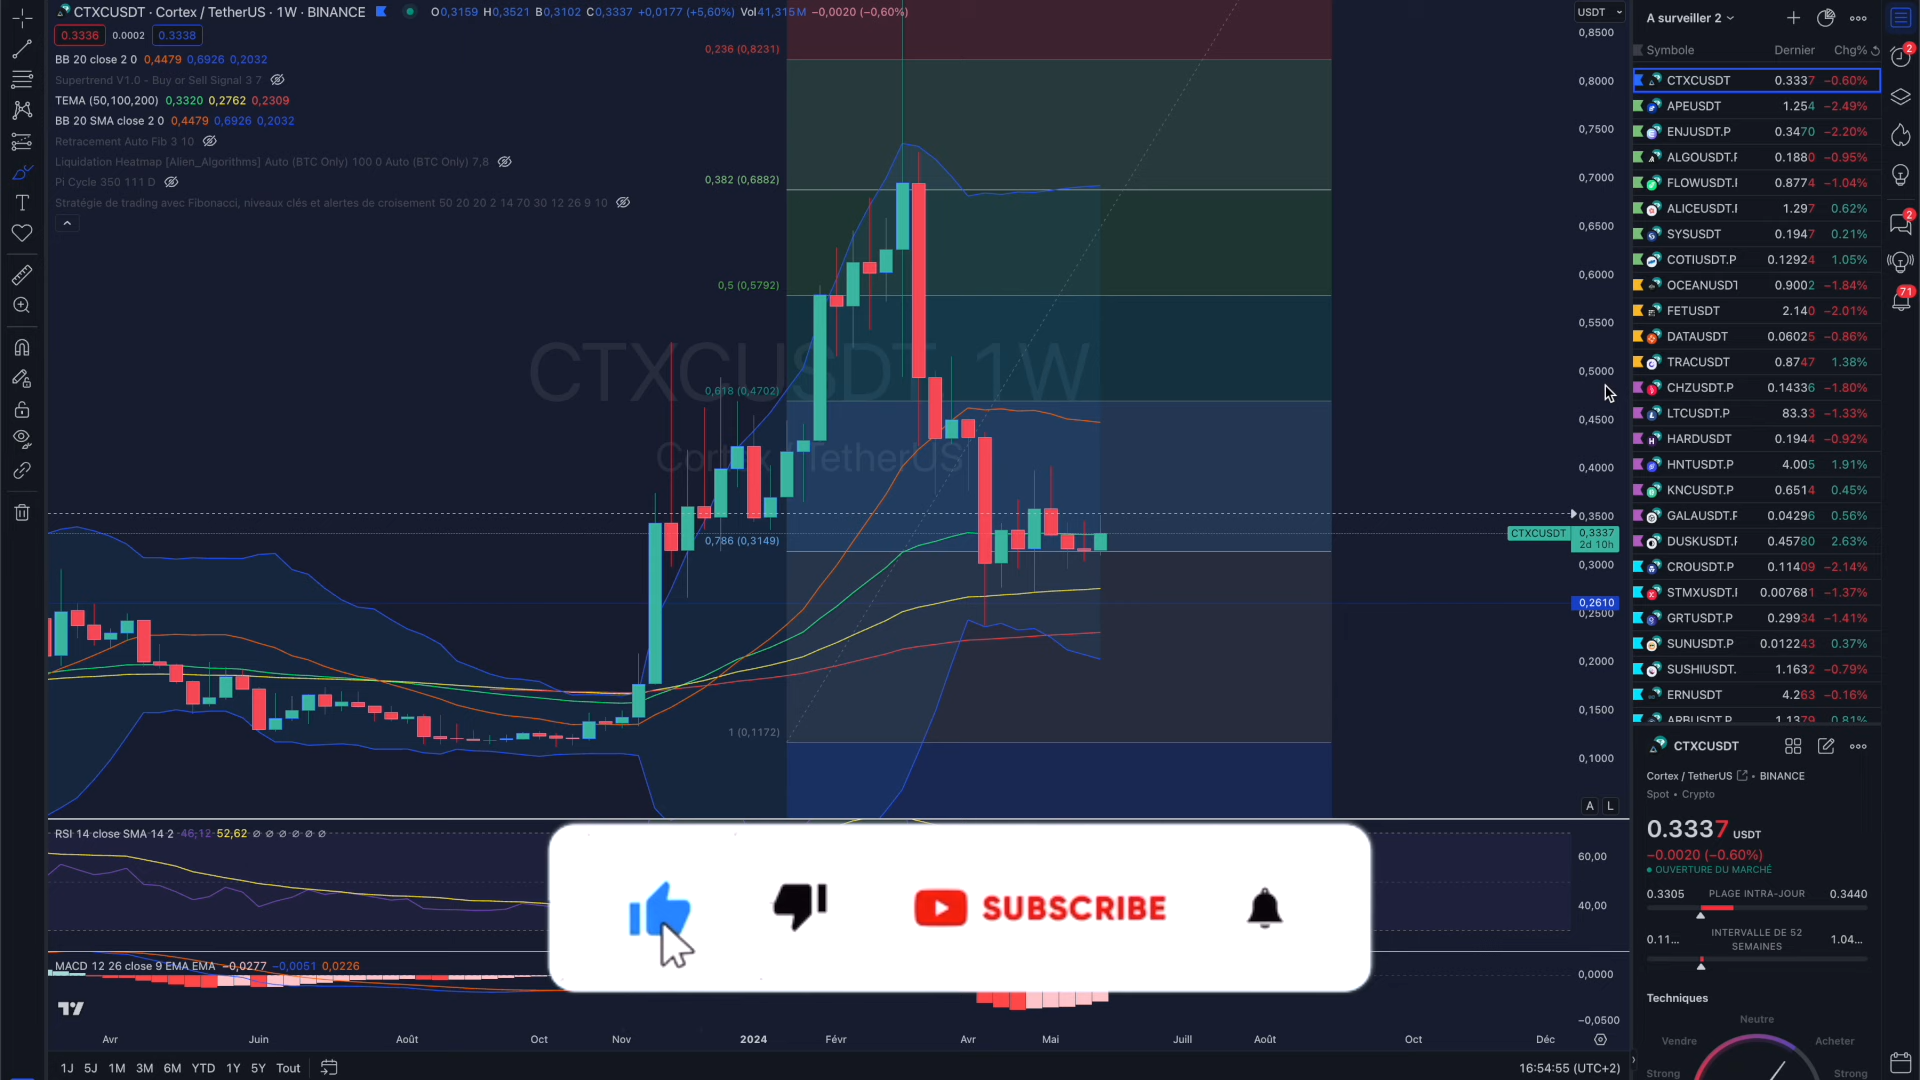 CTXCUSDT · Cortex / TetherUS · 1W · BINANCE O0,3159 H0,3521 B0,3102 C0,3337 +0,0177 (+5,60%) Vol41,315M −0,0020 (−0,60%)
0.3336 0.0002 0.3338
BB 20 close 2 0 0,4479 0,6926 0,2032
Supertrend V1.0 - Buy or Sell Signal 3 7
TEMA (50,100,200) 0,3320 0,2762 0,2309
BB 20 SMA close 2 0 0,4479 0,6926 0,2032
Retracement Auto Fib 3 10
Liquidation Heatmap [Alien_Algorithms] Auto (BTC Only) 100 0 Auto (BTC Only) 7,8
Pi Cycle 350 111 D
Stratégie de trading avec Fibonacci, niveaux clés et alertes de croisement 50 20 20 2 14 70 30 12 26 9 10
0,236 (0,8231)
0,382 (0,6882)
0,5 (0,5792)
0,618 (0,4702)
0,786 (0,3149)
1 (0,1172)
CTXCUSDT, 1W
Cortex / TetherUS
USDT
0,8500
0,8000
0,7500
0,7000
0,6500
0,6000
0,5500
0,5000
0,4500
0,4000
0,3500
CTXCUSDT 0,3337
2d 10h
0,3000
0,2610
0,2500
0,2000
0,1500
0,1000
A L
RSI 14 close SMA 14 2 46,12 52,62 ∅ ∅ ∅ ∅ ∅ ∅
60,00
40,00
SUBSCRIBE
MACD 12 26 close 9 EMA EMA −0,0277 −0,0051 0,0226
0,0000
−0,0500
Avr Juin Août Oct Nov 2024 Févr Avr Mai Juill Août Oct Déc
1J 5J 1M 3M 6M YTD 1Y 5Y Tout 16:54:55 (UTC+2)
A surveiller 2
Symbole Dernier Chg%
CTXCUSDT 0.3337 −0.60%
APEUSDT 1.254 −2.49%
ENJUSDT.P 0.3470 −2.20%
ALGOUSDT.F 0.1880 −0.95%
FLOWUSDT.I 0.8774 −1.04%
ALICEUSDT.I 1.297 0.62%
SYSUSDT 0.1947 0.21%
COTIUSDT.P 0.12924 1.05%
OCEANUSDT 0.9002 −1.84%
FETUSDT 2.140 −2.01%
DATAUSDT 0.06025 −0.86%
TRACUSDT 0.8747 1.38%
CHZUSDT.P 0.14336 −1.80%
LTCUSDT.P 83.33 −1.33%
HARDUSDT 0.1944 −0.92%
HNTUSDT.P 4.005 1.91%
KNCUSDT.P 0.6514 0.45%
GALAUSDT.F 0.04296 0.56%
DUSKUSDT.I 0.45780 2.63%
CROUSDT.P 0.11409 −2.14%
STMXUSDT.I 0.007681 −1.37%
GRTUSDT.P 0.29934 −1.41%
SUNUSDT.P 0.012243 0.37%
SUSHIUSDT. 1.1632 −0.79%
ERNUSDT 4.263 −0.16%
ARBUSDT.P 1.1379 0.81%
CTXCUSDT
Cortex / TetherUS • BINANCE
Spot • Crypto
0.3337 USDT
−0.0020 (−0.60%)
OUVERTURE DU MARCHÉ
0.3305 PLAGE INTRA-JOUR 0.3440
0.11... INTERVALLE DE 52 SEMAINES 1.04...
Techniques
Neutre
Vendre Acheter
Strong Strong
2
2
71